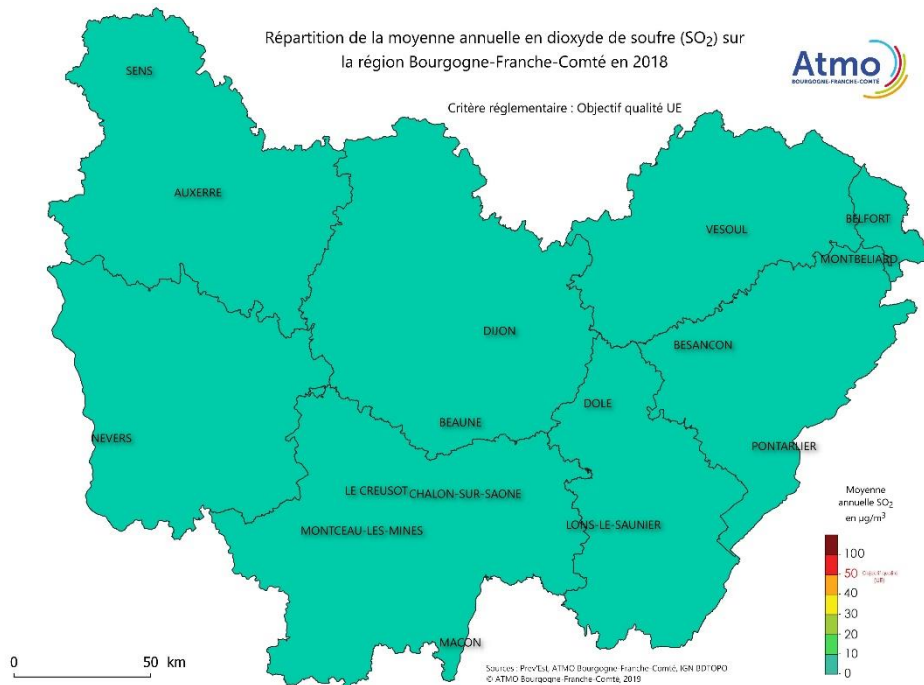 Répartition de la moyenne annuelle en dioxyde de soufre (SO₂) sur
la région Bourgogne-Franche-Comté en 2018
Atmo
BOURGOGNE-FRANCHE-COMTÉ
Critère réglementaire : Objectif qualité UE
SENS
AUXERRE
VESOUL
BELFORT
MONTBELIARD
DIJON
BESANCON
DOLE
BEAUNE
NEVERS
PONTARLIER
LE CREUSOT
CHALON-SUR-SAONE
MONTCEAU-LES-MINES
LONS-LE-SAUNIER
MACON
Moyenne
annuelle SO₂
en µg/m³
100
50 Objectif qualité
(UE)
40
30
20
10
0
0 50 km
Sources : Prev'Est, ATMO Bourgogne-Franche-Comté, IGN BDTOPO
© ATMO Bourgogne-Franche-Comté, 2019